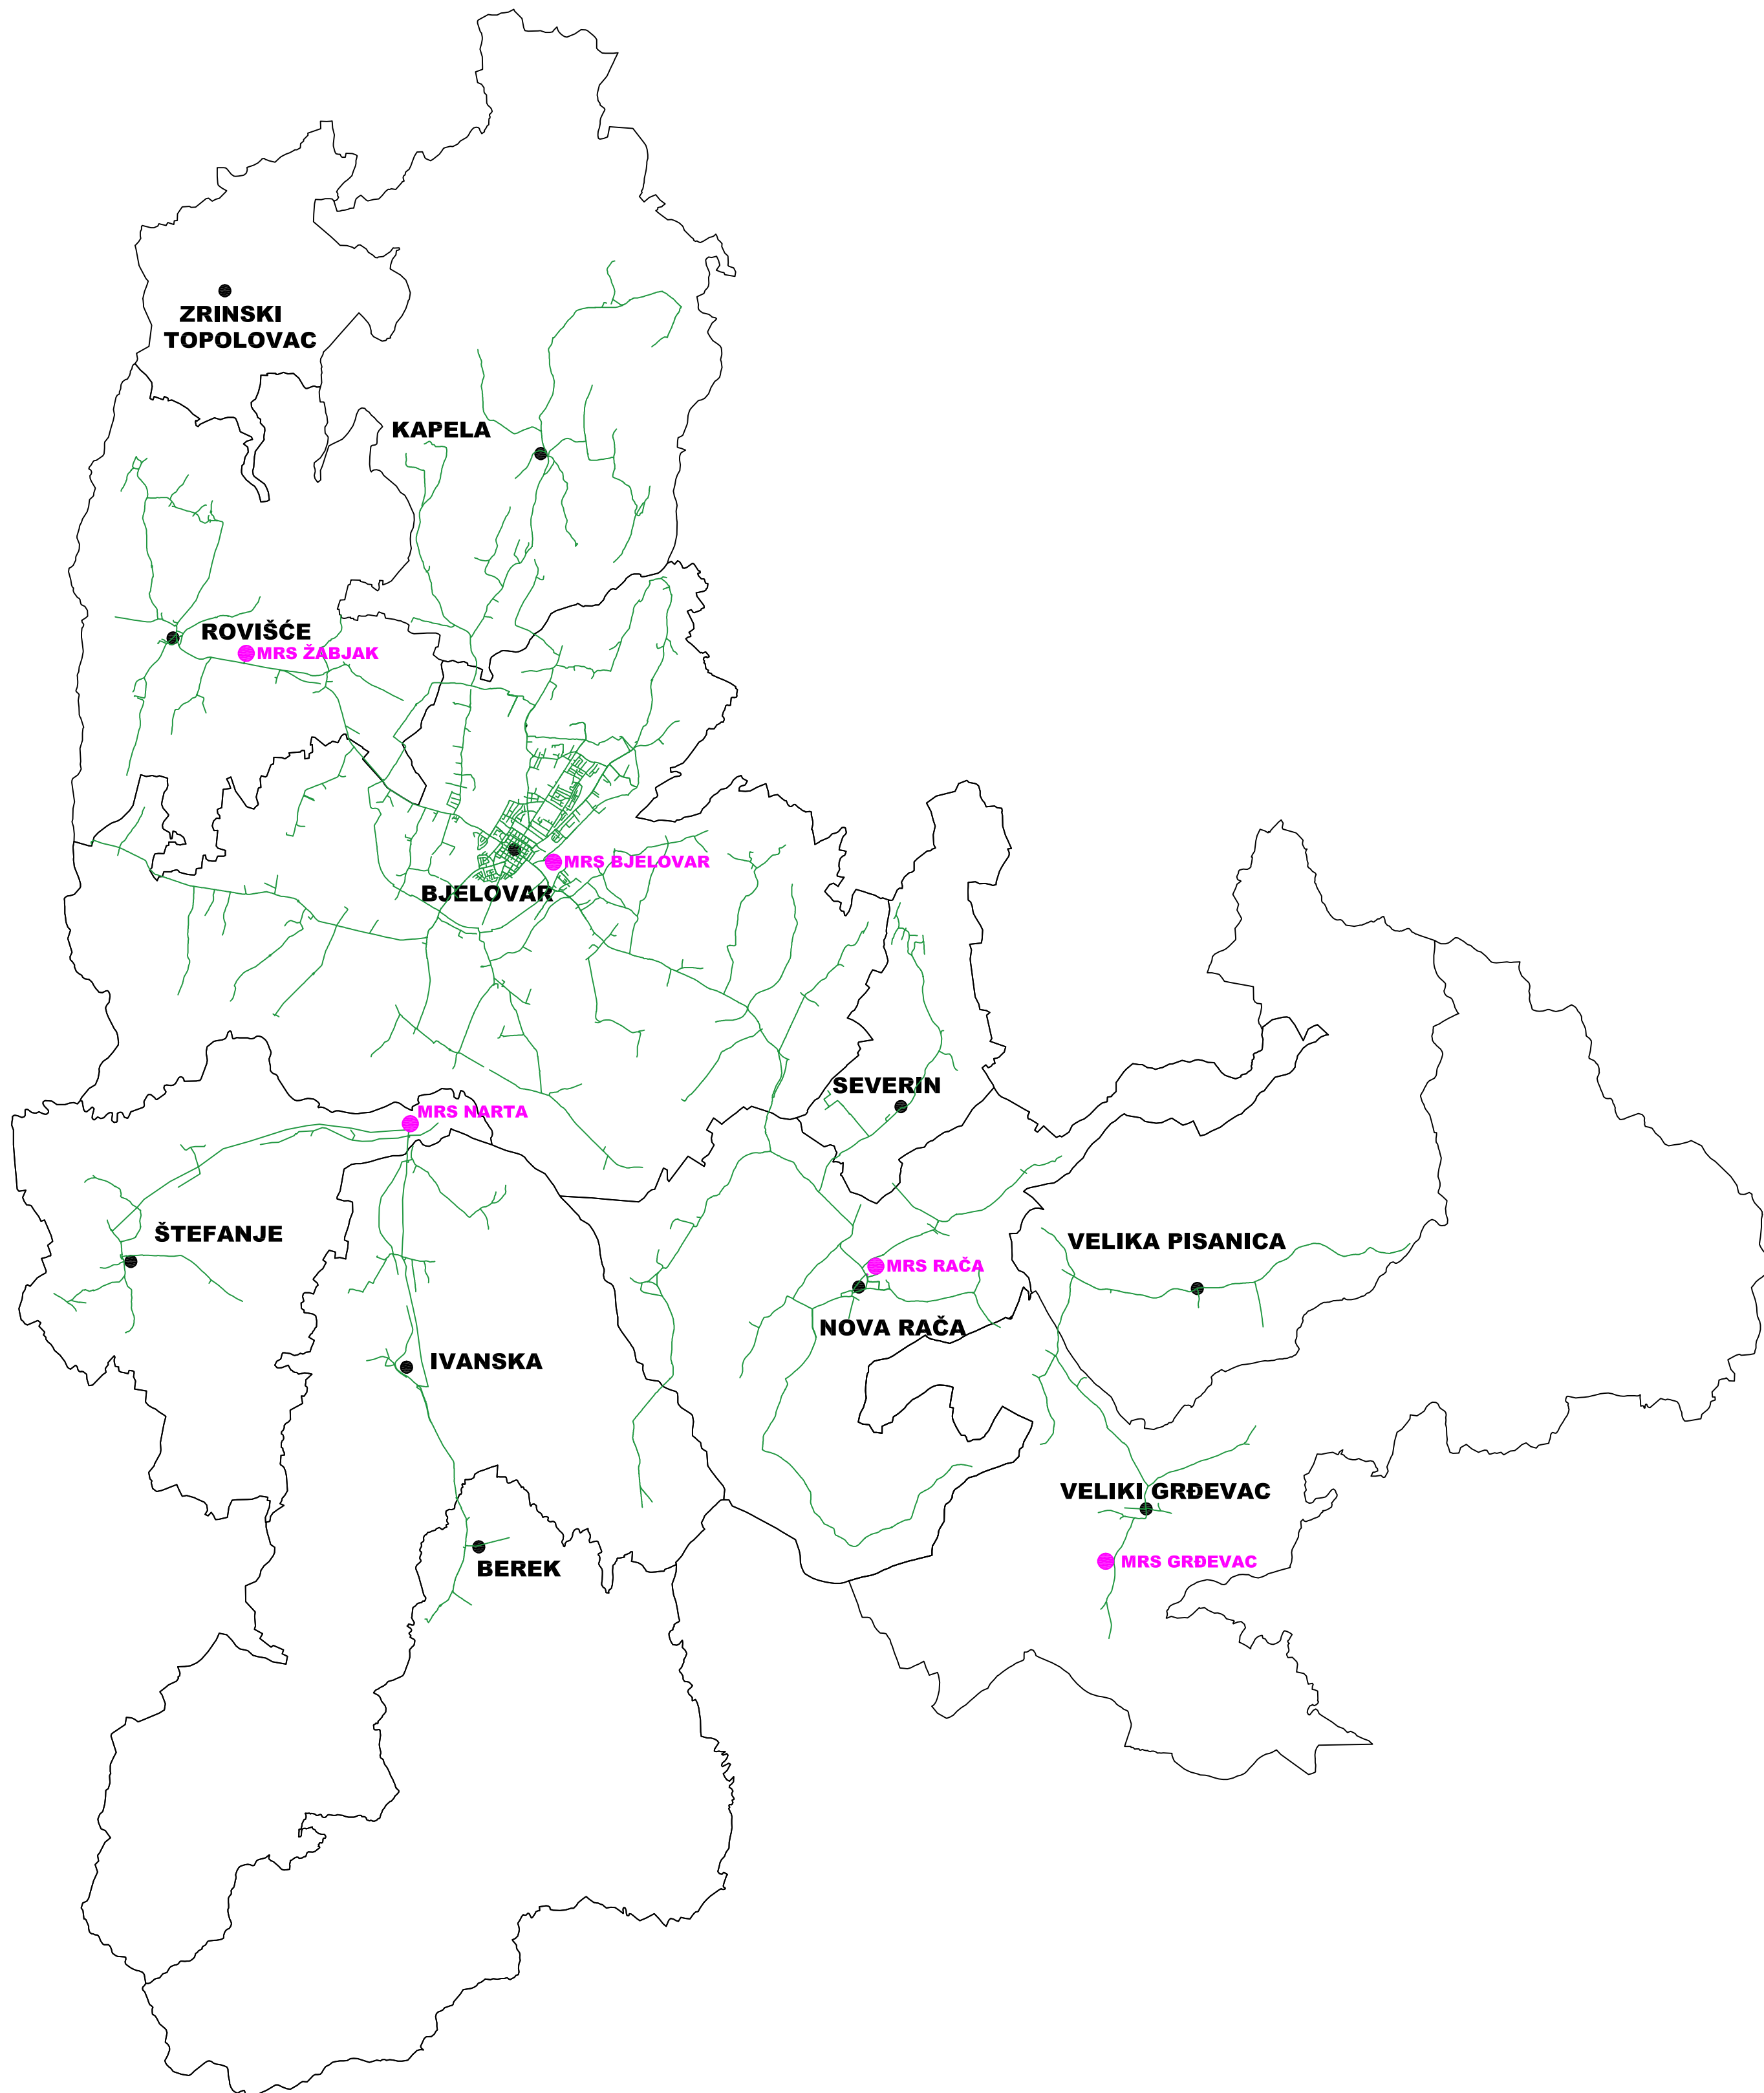 ZRINSKI
TOPOLOVAC
KAPELA
ROVIŠĆE
MRS ŽABJAK
MRS BJELOVAR
BJELOVAR
SEVERIN
MRS NARTA
ŠTEFANJE
VELIKA PISANICA
MRS RAČA
NOVA RAČA
IVANSKA
VELIKI GRĐEVAC
MRS GRĐEVAC
BEREK